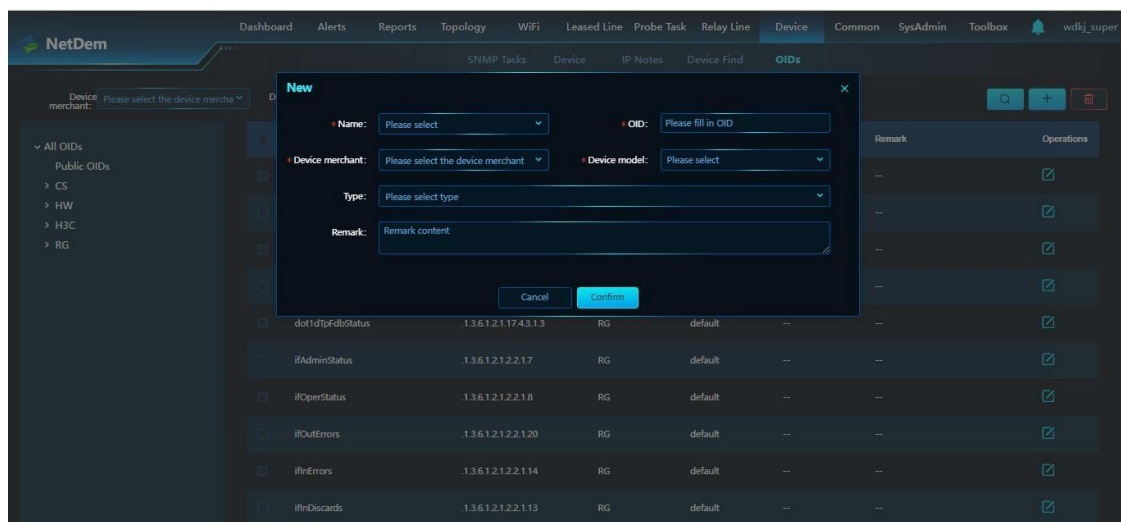 NetDem
Dashboard Alerts Reports Topology WiFi Leased Line Probe Task Relay Line Device Common SysAdmin Toolbox wdkj_super
SNMP Tasks Device IP Notes Device Find OIDs
Device merchant: Please select the device mercha D
New ×
* Name: Please select * OID: Please fill in OID
* Device merchant: Please select the device merchant * Device model: Please select
Type: Please select type
Remark: Remark content
Cancel Confirm
All OIDs
Public OIDs
CS
HW
H3C
RG
Remark Operations
--
--
--
--
dot1dTpFdbStatus .1.3.6.1.2.1.17.4.3.1.3 RG default -- --
ifAdminStatus .1.3.6.1.2.1.2.2.1.7 RG default -- --
ifOperStatus .1.3.6.1.2.1.2.2.1.8 RG default -- --
ifOutErrors .1.3.6.1.2.1.2.2.1.20 RG default -- --
ifInErrors .1.3.6.1.2.1.2.2.1.14 RG default -- --
ifInDiscards .1.3.6.1.2.1.2.2.1.13 RG default -- --